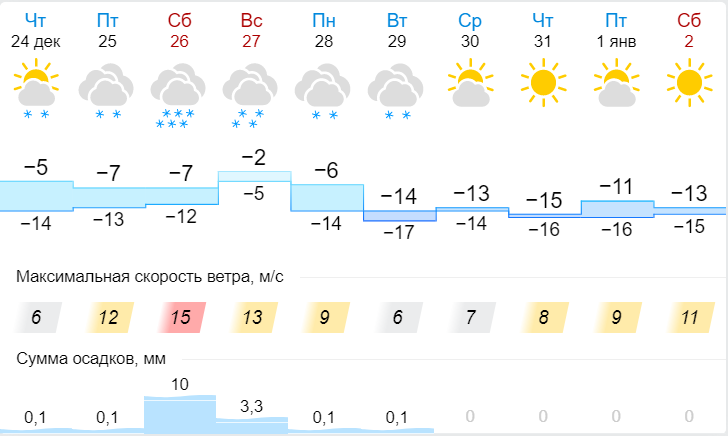 Чт Пт Сб Вс Пн Вт Ср Чт Пт Сб
24 дек 25 26 27 28 29 30 31 1 янв 2
−5 −7 −7 −2 −6 −14 −13 −15 −11 −13
−14 −13 −12 −5 −14 −17 −14 −16 −16 −15
Максимальная скорость ветра, м/с
6 12 15 13 9 6 7 8 9 11
Сумма осадков, мм
0,1 0,1 10 3,3 0,1 0,1 0 0 0 0